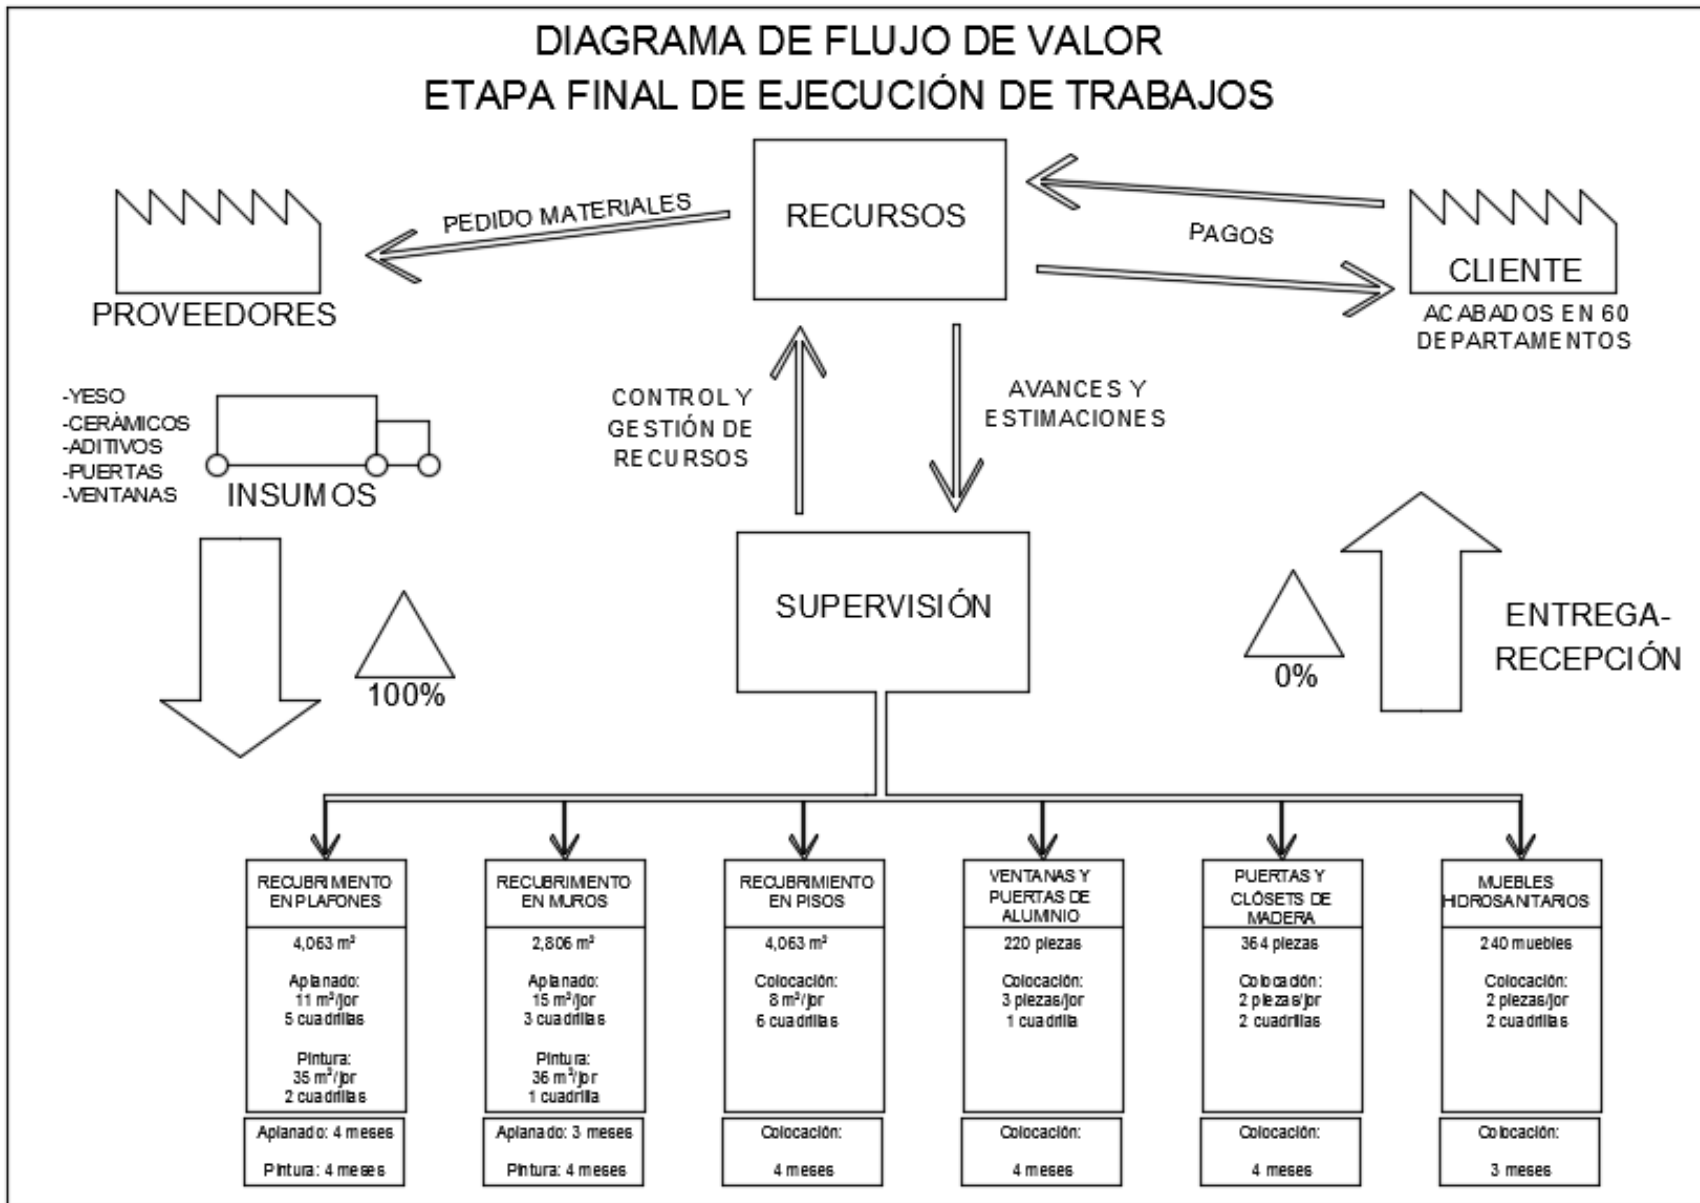 DIAGRAMA DE FLUJO DE VALOR
ETAPA FINAL DE EJECUCIÓN DE TRABAJOS
PEDIDO MATERIALES
RECURSOS
PAGOS
CLIENTE
PROVEEDORES
ACABADOS EN 60
DEPARTAMENTOS
-YESO
-CERÁMICOS
-ADITIVOS
-PUERTAS
-VENTANAS
INSUMOS
CONTROL Y
GESTIÓN DE
RECURSOS
AVANCES Y
ESTIMACIONES
SUPERVISIÓN
100%
0%
ENTREGA-
RECEPCIÓN
RECUBRIMENTO
EN PLAFONES
4,063 m²
Aplanado:
11 m²/jor
5 cuadrillas
Pintura:
35 m²/jor
2 cuadrillas
Aplanado: 4 meses
Pintura: 4 meses
RECUBRIMENTO
EN MUROS
2,806 m²
Aplanado:
15 m²/jor
3 cuadrillas
Pintura:
36 m²/jor
1 cuadrilla
Aplanado: 3 meses
Pintura: 4 meses
RECUBRIMIENTO
EN PISOS
4,063 m²
Colocación:
8 m²/jor
6 cuadrillas
Colocación:
4 meses
VENTANAS Y
PUERTAS DE
ALUMINIO
220 piezas
Colocación:
3 piezas/jor
1 cuadrilla
Colocación:
4 meses
PUERTAS Y
CLÓSETS DE
MADERA
364 piezas
Colocación:
2 piezas/jor
2 cuadrillas
Colocación:
4 meses
MUEBLES
HIDROSANITARIOS
240 muebles
Colocación:
2 piezas/jor
2 cuadrillas
Colocación:
3 meses